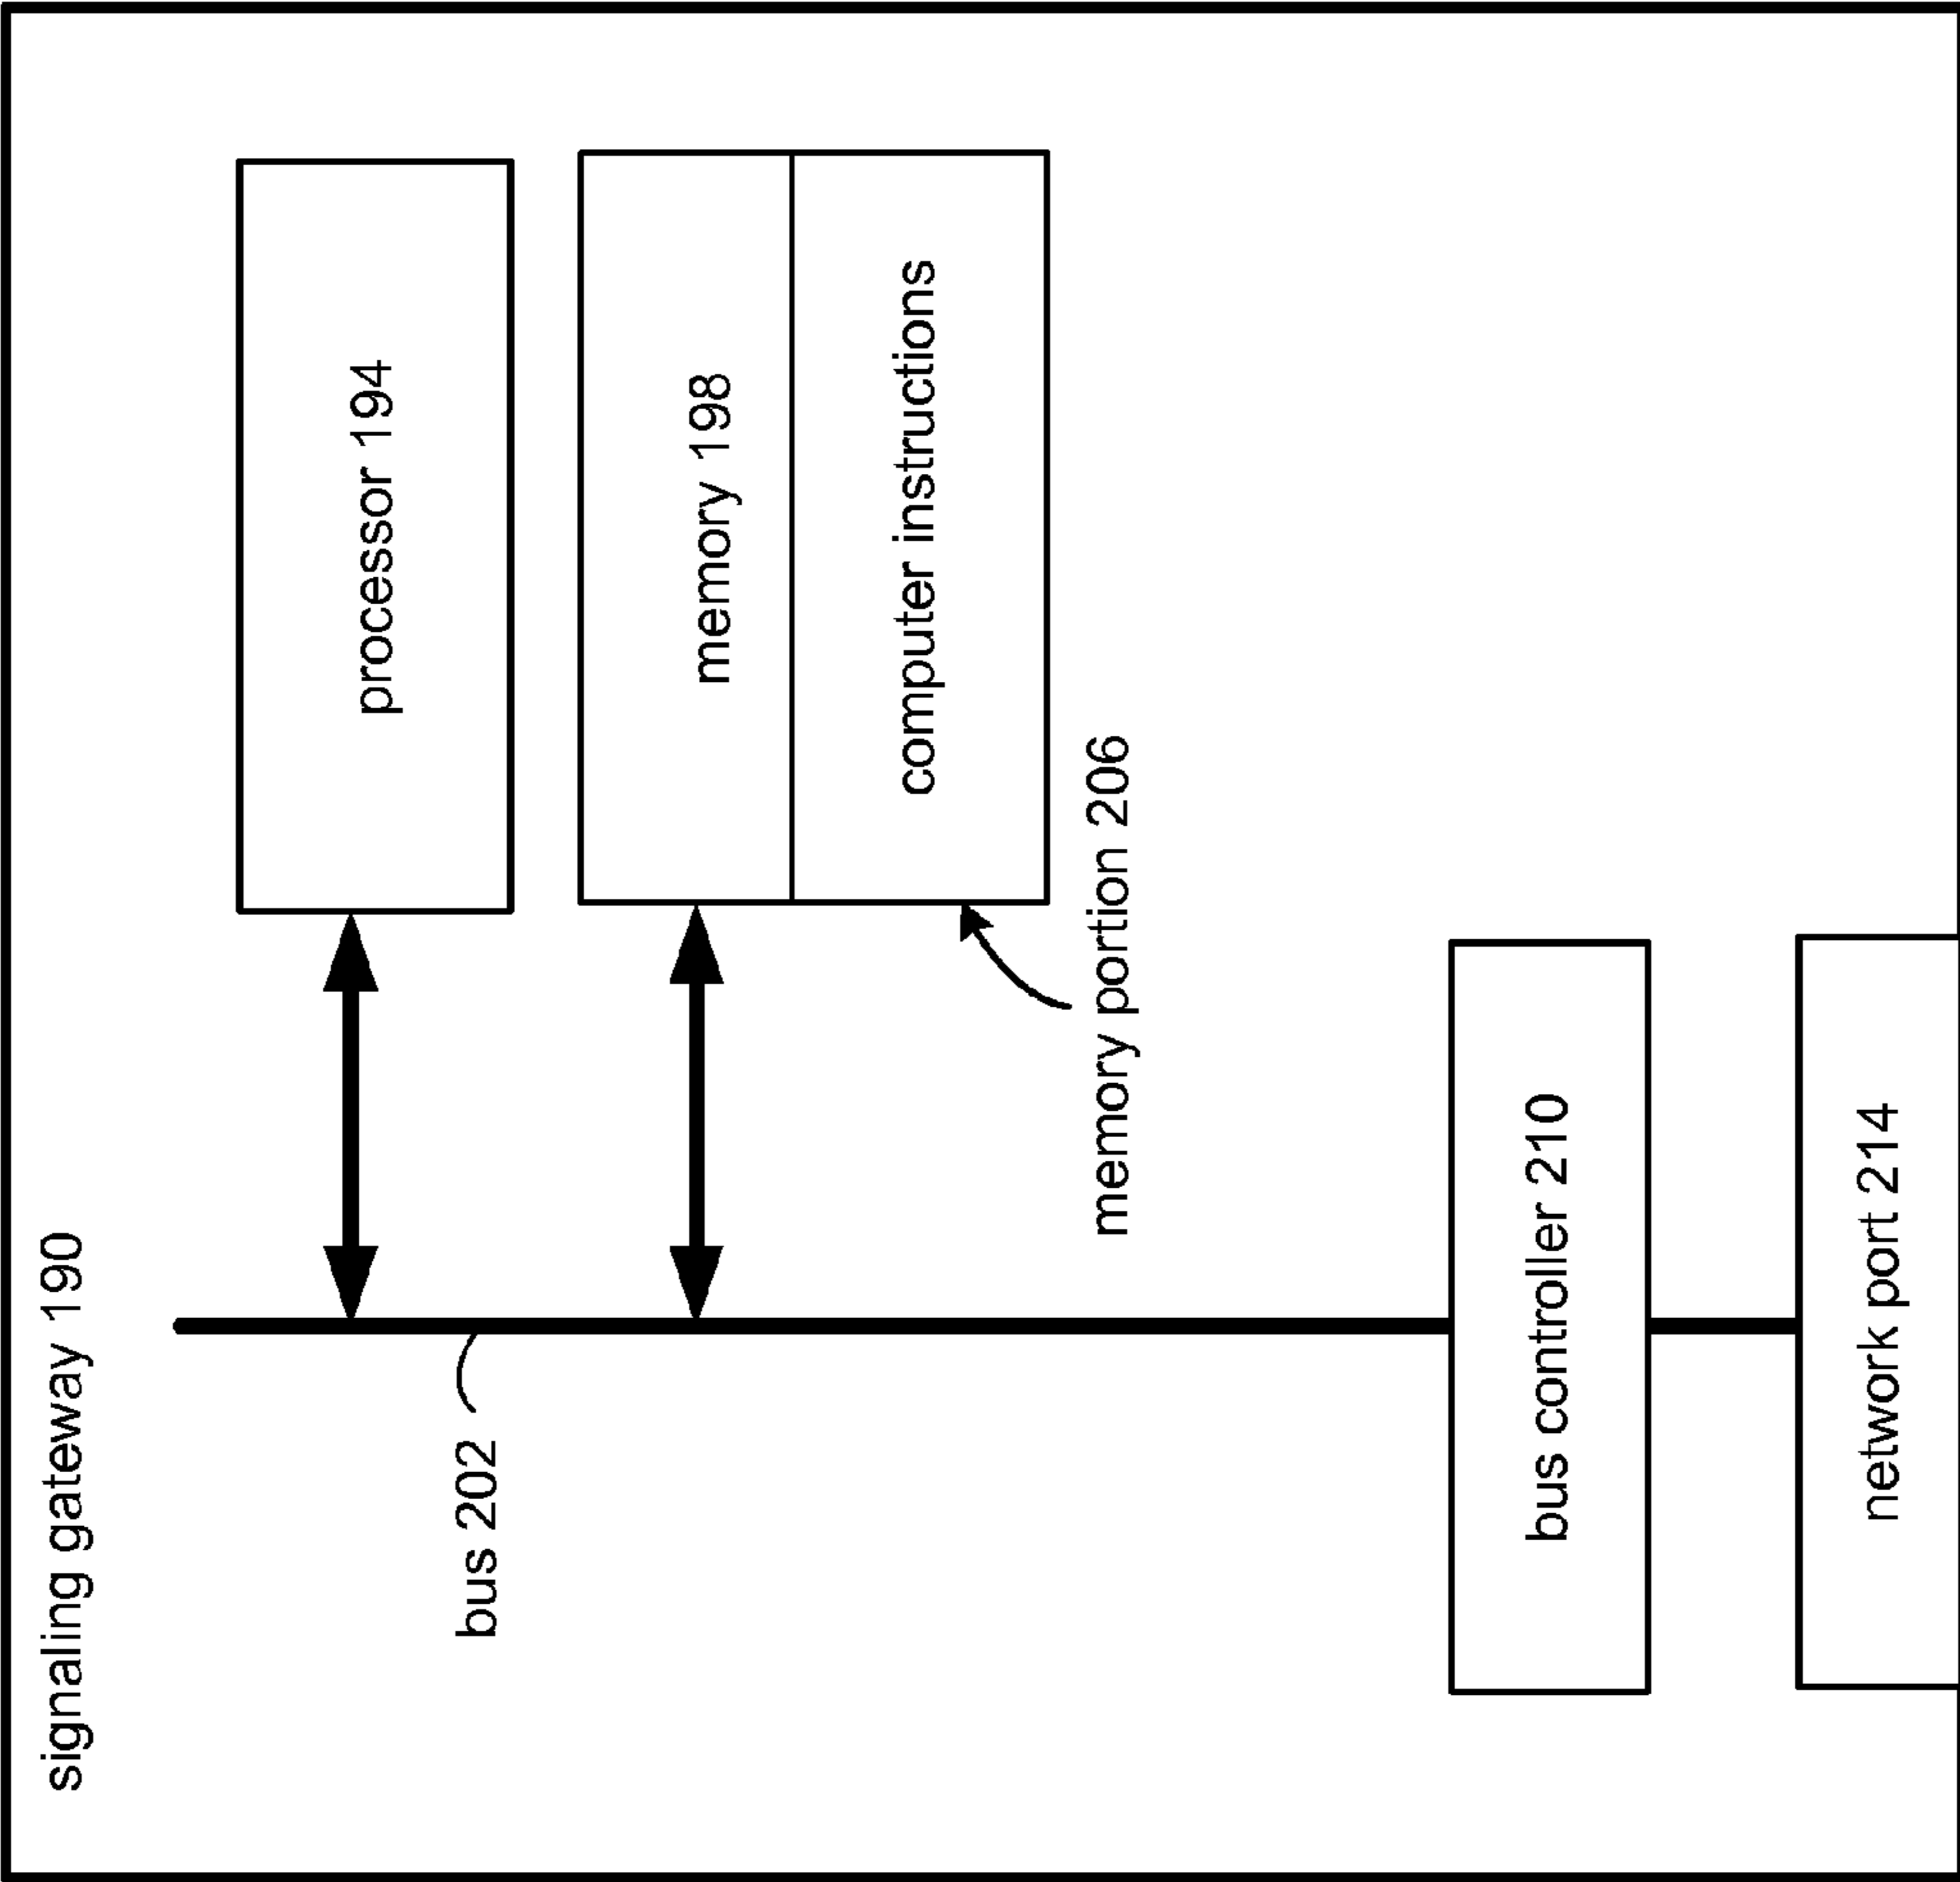 signaling gateway 190
processor 194
bus 202
memory 198
computer instructions
memory portion 206
bus controller 210
network port 214